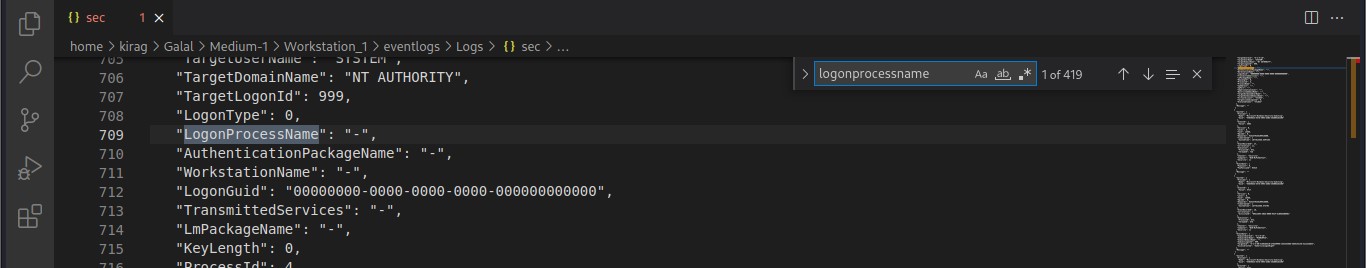 {} sec 1 ×
home > kirag > Galal > Medium-1 > Workstation_1 > eventlogs > Logs > {} sec > ...
705 "TargetUserName": "SYSTEM",
706 "TargetDomainName": "NT AUTHORITY",
logonprocessname Aa ab .* 1 of 419
707 "TargetLogonId": 999,
708 "LogonType": 0,
709 "LogonProcessName": "-",
710 "AuthenticationPackageName": "-",
711 "WorkstationName": "-",
712 "LogonGuid": "00000000-0000-0000-0000-000000000000",
713 "TransmittedServices": "-",
714 "LmPackageName": "-",
715 "KeyLength": 0,
716 "ProcessId": 4,